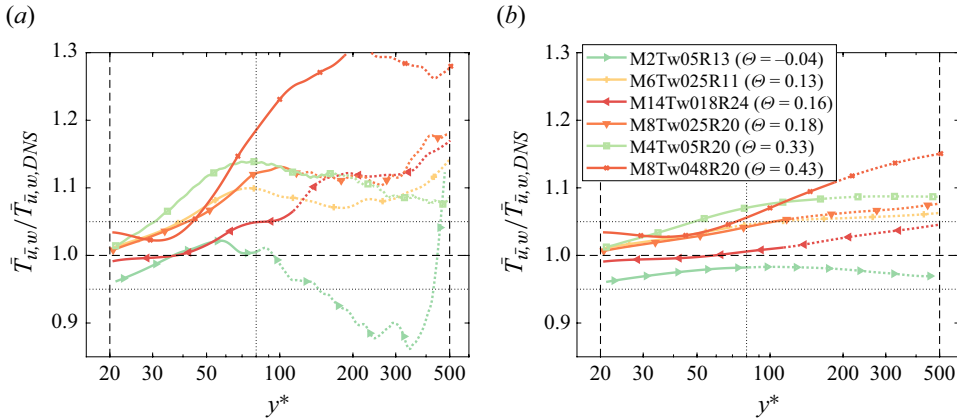 (a)
(b)
1.3
1.2
1.1
1.0
0.9
T̄ū,w/T̄ū,w,DNS
20 30 50 100 200 300 500
y*
1.3
1.2
1.1
1.0
0.9
T̄ū,w/T̄ū,w,DNS
M2Tw05R13 (Θ = –0.04)
M6Tw025R11 (Θ = 0.13)
M14Tw018R24 (Θ = 0.16)
M8Tw025R20 (Θ = 0.18)
M4Tw05R20 (Θ = 0.33)
M8Tw048R20 (Θ = 0.43)
20 30 50 100 200 300 500
y*